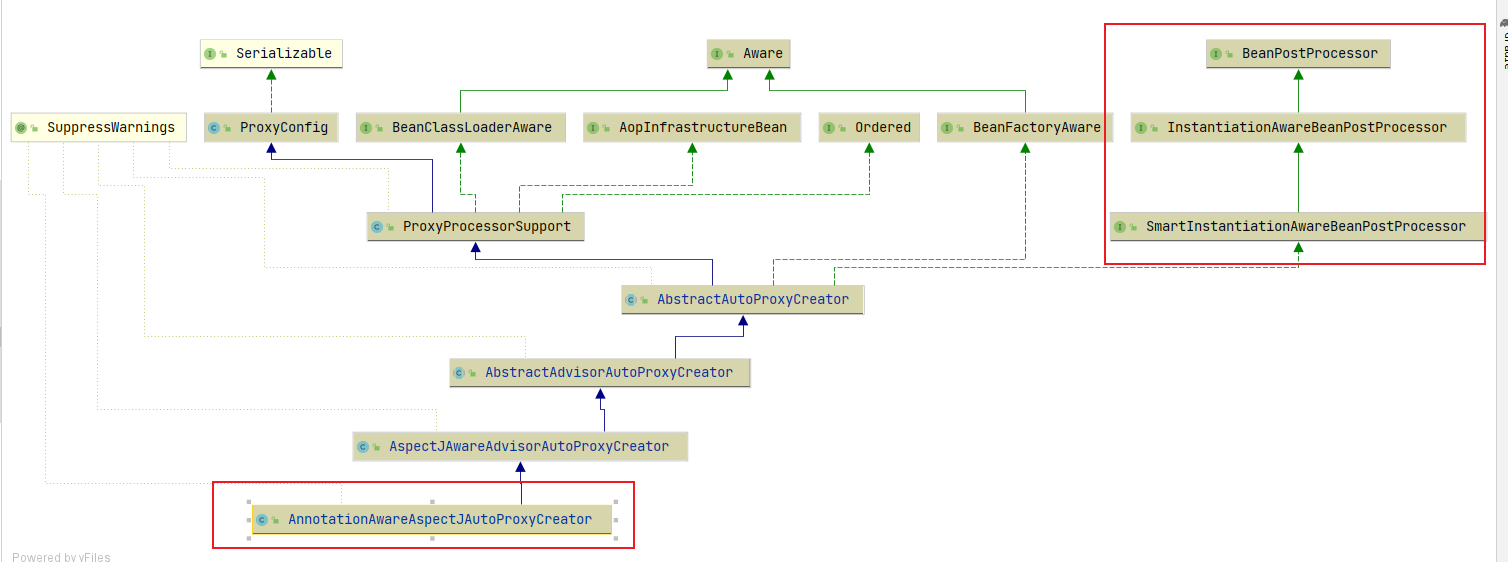 Serializable
Aware
BeanPostProcessor
SuppressWarnings
ProxyConfig
BeanClassLoaderAware
AopInfrastructureBean
Ordered
BeanFactoryAware
InstantiationAwareBeanPostProcessor
ProxyProcessorSupport
SmartInstantiationAwareBeanPostProcessor
AbstractAutoProxyCreator
AbstractAdvisorAutoProxyCreator
AspectJAwareAdvisorAutoProxyCreator
AnnotationAwareAspectJAutoProxyCreator
Powered by yFiles